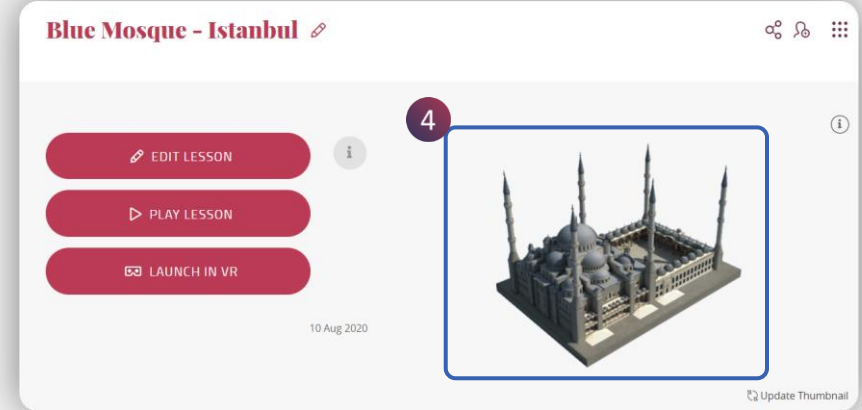 Blue Mosque - Istanbul
4
EDIT LESSON
PLAY LESSON
LAUNCH IN VR
10 Aug 2020
Update Thumbnail